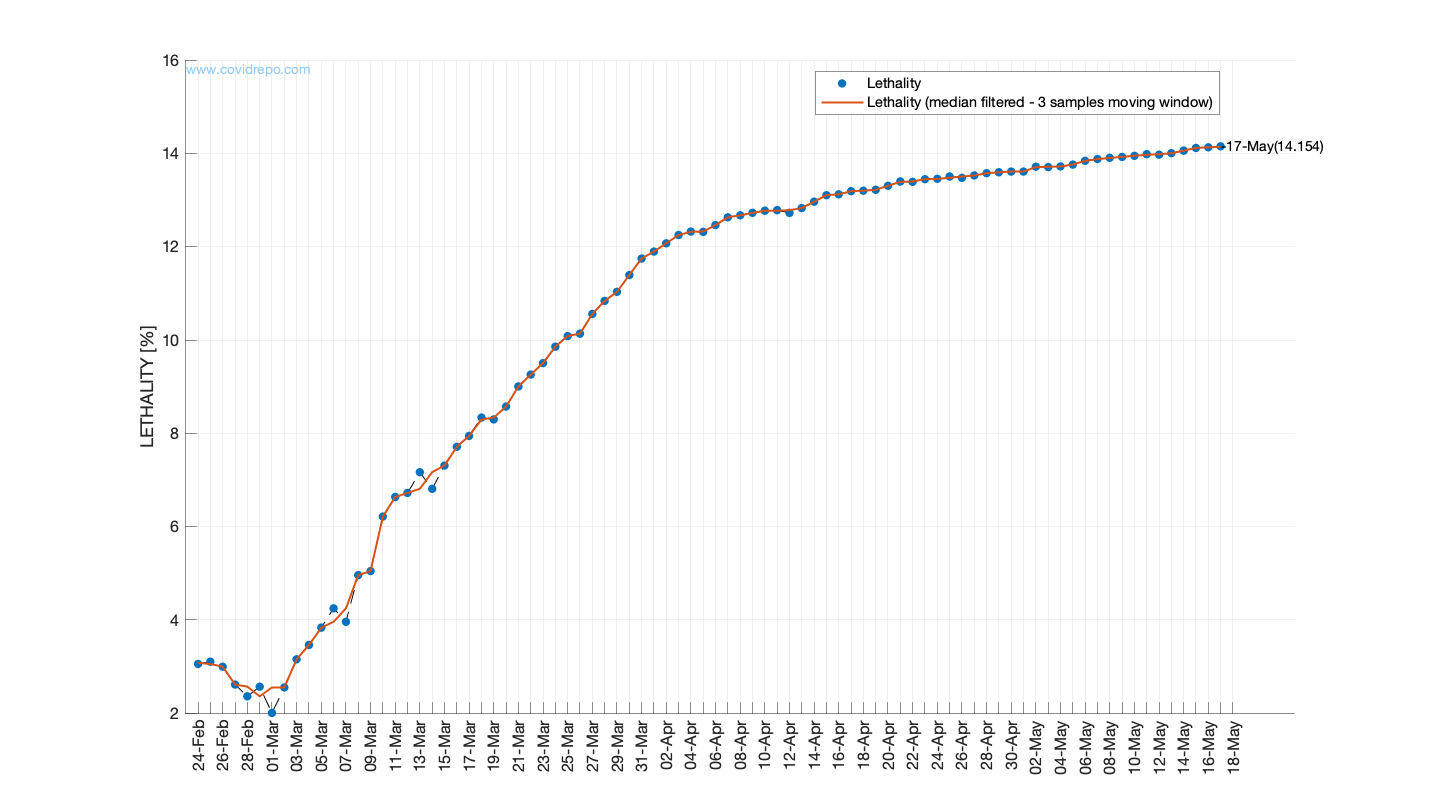 16
www.covidrepo.com
Lethality
Lethality (median filtered - 3 samples moving window)
14
17-May(14.154)
12
10
8
6
4
2
LETHALITY [%]
24-Feb
26-Feb
28-Feb
01-Mar
03-Mar
05-Mar
07-Mar
09-Mar
11-Mar
13-Mar
15-Mar
17-Mar
19-Mar
21-Mar
23-Mar
25-Mar
27-Mar
29-Mar
31-Mar
02-Apr
04-Apr
06-Apr
08-Apr
10-Apr
12-Apr
14-Apr
16-Apr
18-Apr
20-Apr
22-Apr
24-Apr
26-Apr
28-Apr
30-Apr
02-May
04-May
06-May
08-May
10-May
12-May
14-May
16-May
18-May